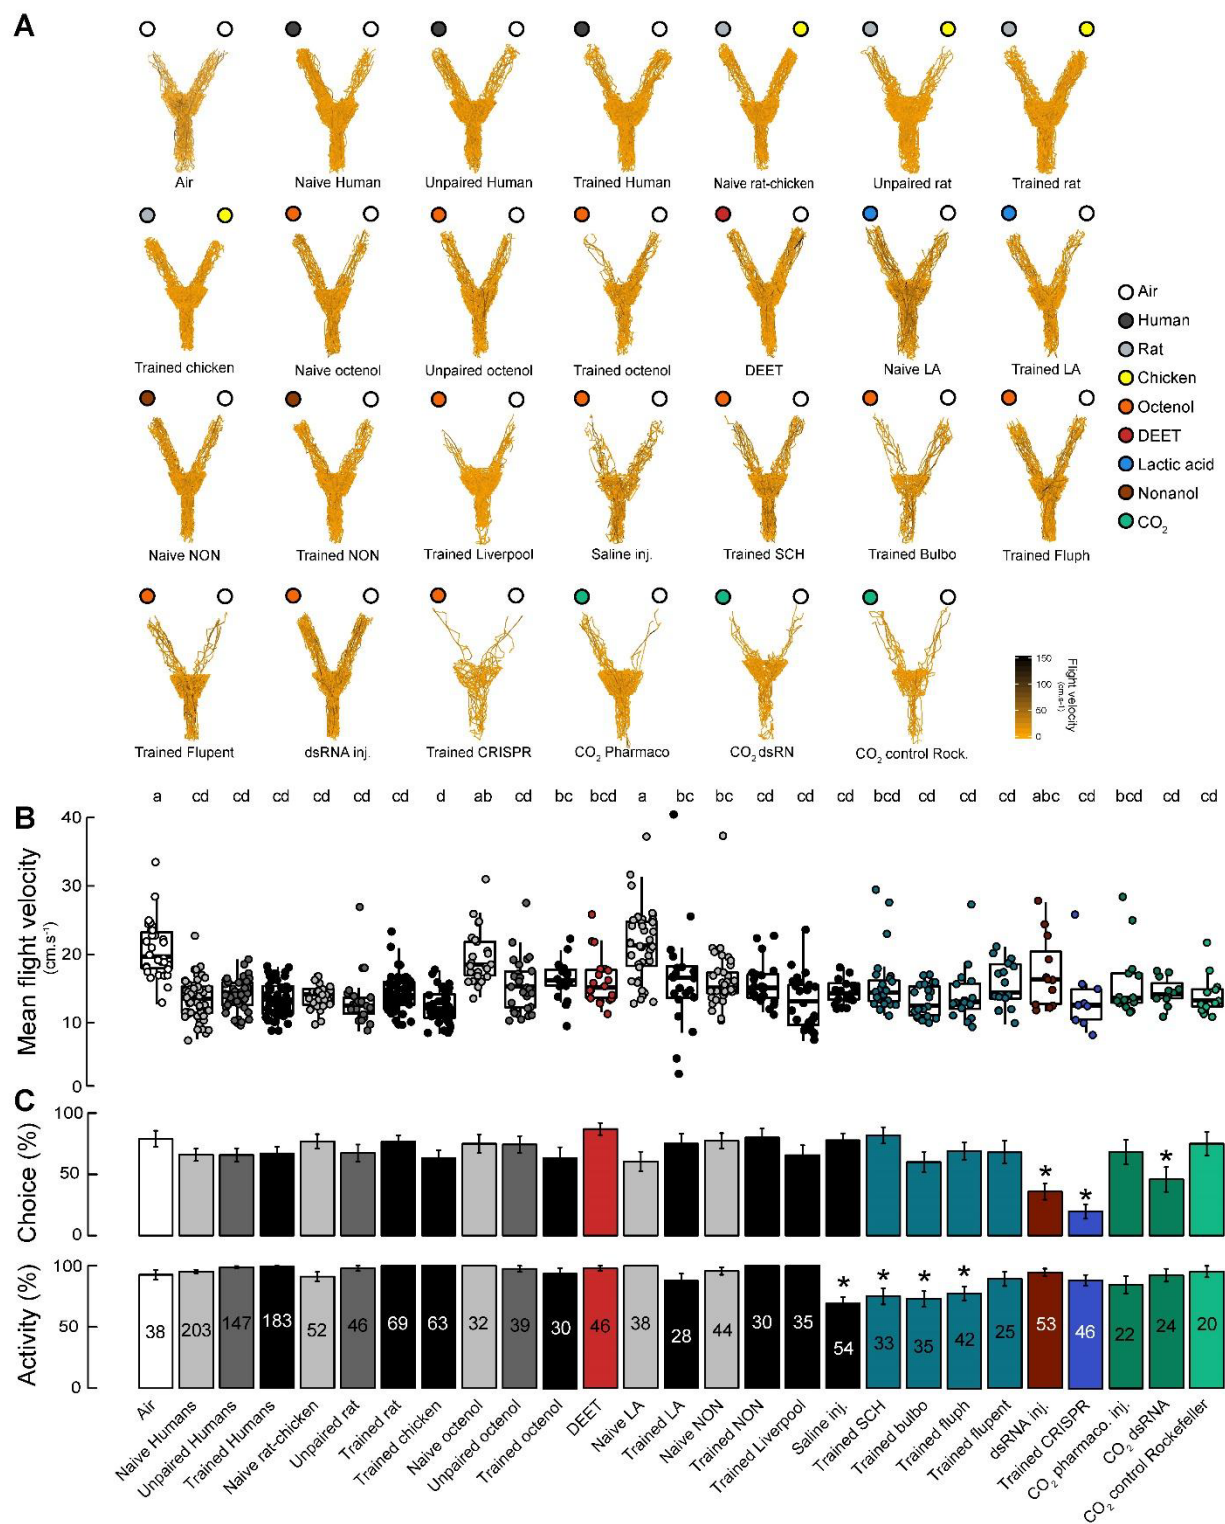 A
Air
Naive Human
Unpaired Human
Trained Human
Naive rat-chicken
Unpaired rat
Trained rat
Trained chicken
Naive octenol
Unpaired octenol
Trained octenol
DEET
Naive LA
Trained LA
Air
Human
Rat
Chicken
Octenol
DEET
Lactic acid
Nonanol
CO2
Naive NON
Trained NON
Trained Liverpool
Saline inj.
Trained SCH
Trained Bulbo
Trained Fluph
Trained Flupent
dsRNA inj.
Trained CRISPR
CO2 Pharmaco
CO2 dsRN
CO2 control Rock.
150
100
50
0
Flight velocity
(cm.s-1)
B
a cd cd cd cd cd cd d ab cd bc bcd a bc bc cd cd cd bcd cd cd cd abc cd bcd cd cd
Mean flight velocity
(cm.s-1)
40
30
20
10
0
C
Choice (%)
100
50
0
* * *
Activity (%)
100
50
0
* * * *
38 203 147 183 52 46 69 63 32 39 30 46 38 28 44 30 35 54 33 35 42 25 53 46 22 24 20
Air
Naive Humans
Unpaired Humans
Trained Humans
Naive rat-chicken
Unpaired rat
Trained rat
Trained chicken
Naive octenol
Unpaired octenol
Trained octenol
DEET
Naive LA
Trained LA
Naive NON
Trained NON
Trained Liverpool
Saline inj.
Trained SCH
Trained bulbo
Trained fluph
Trained flupent
dsRNA inj.
Trained CRISPR
CO2 pharmaco. inj.
CO2 dsRNA
CO2 control Rockefeller